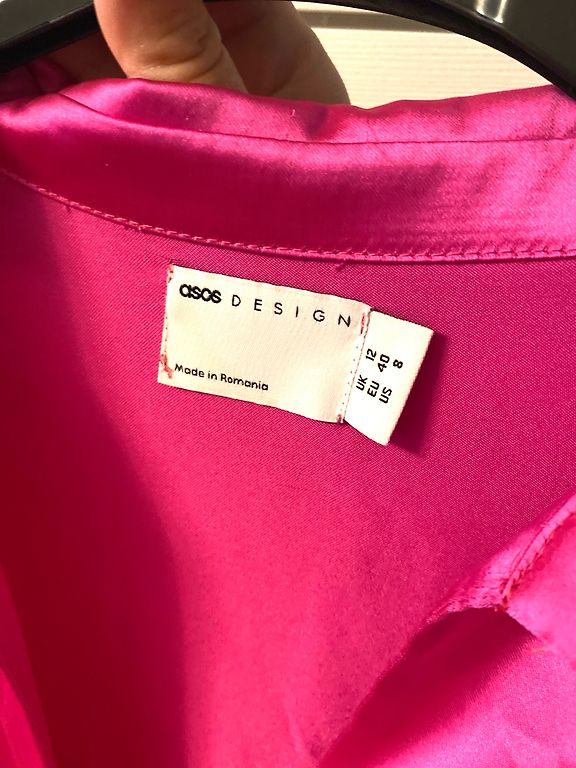 asos DESIGN
Made in Romania
UK 12
EU 40
US 8